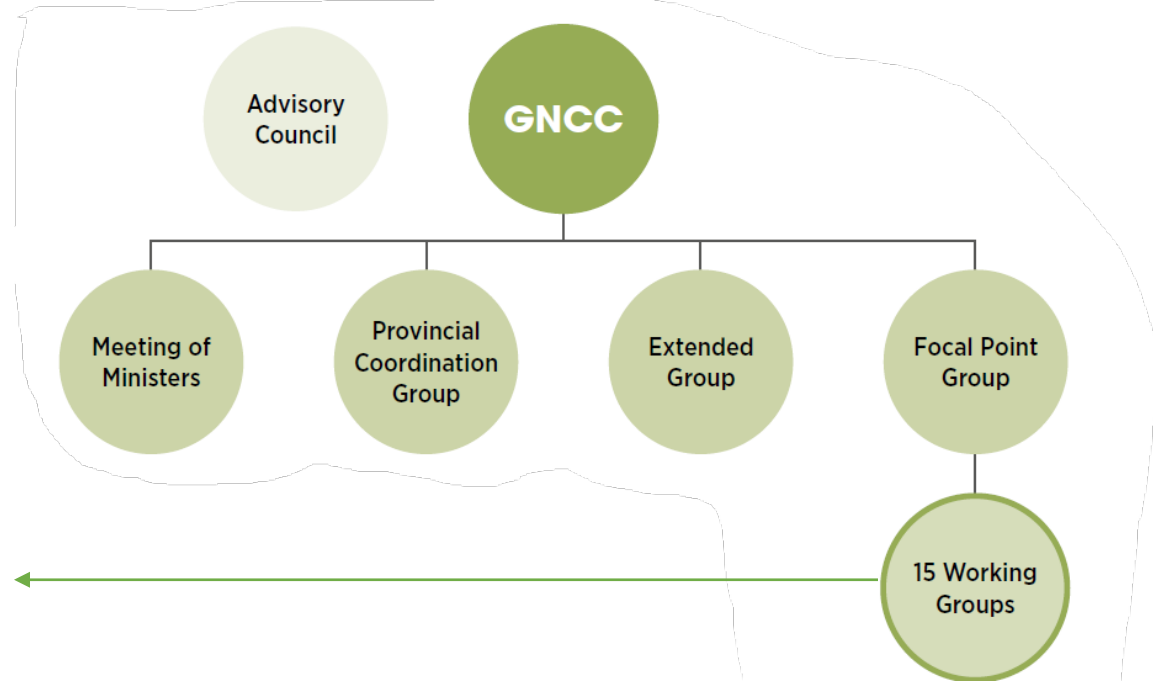 Advisory
Council
GNCC
Meeting of
Ministers
Provincial
Coordination
Group
Extended
Group
Focal Point
Group
15 Working
Groups